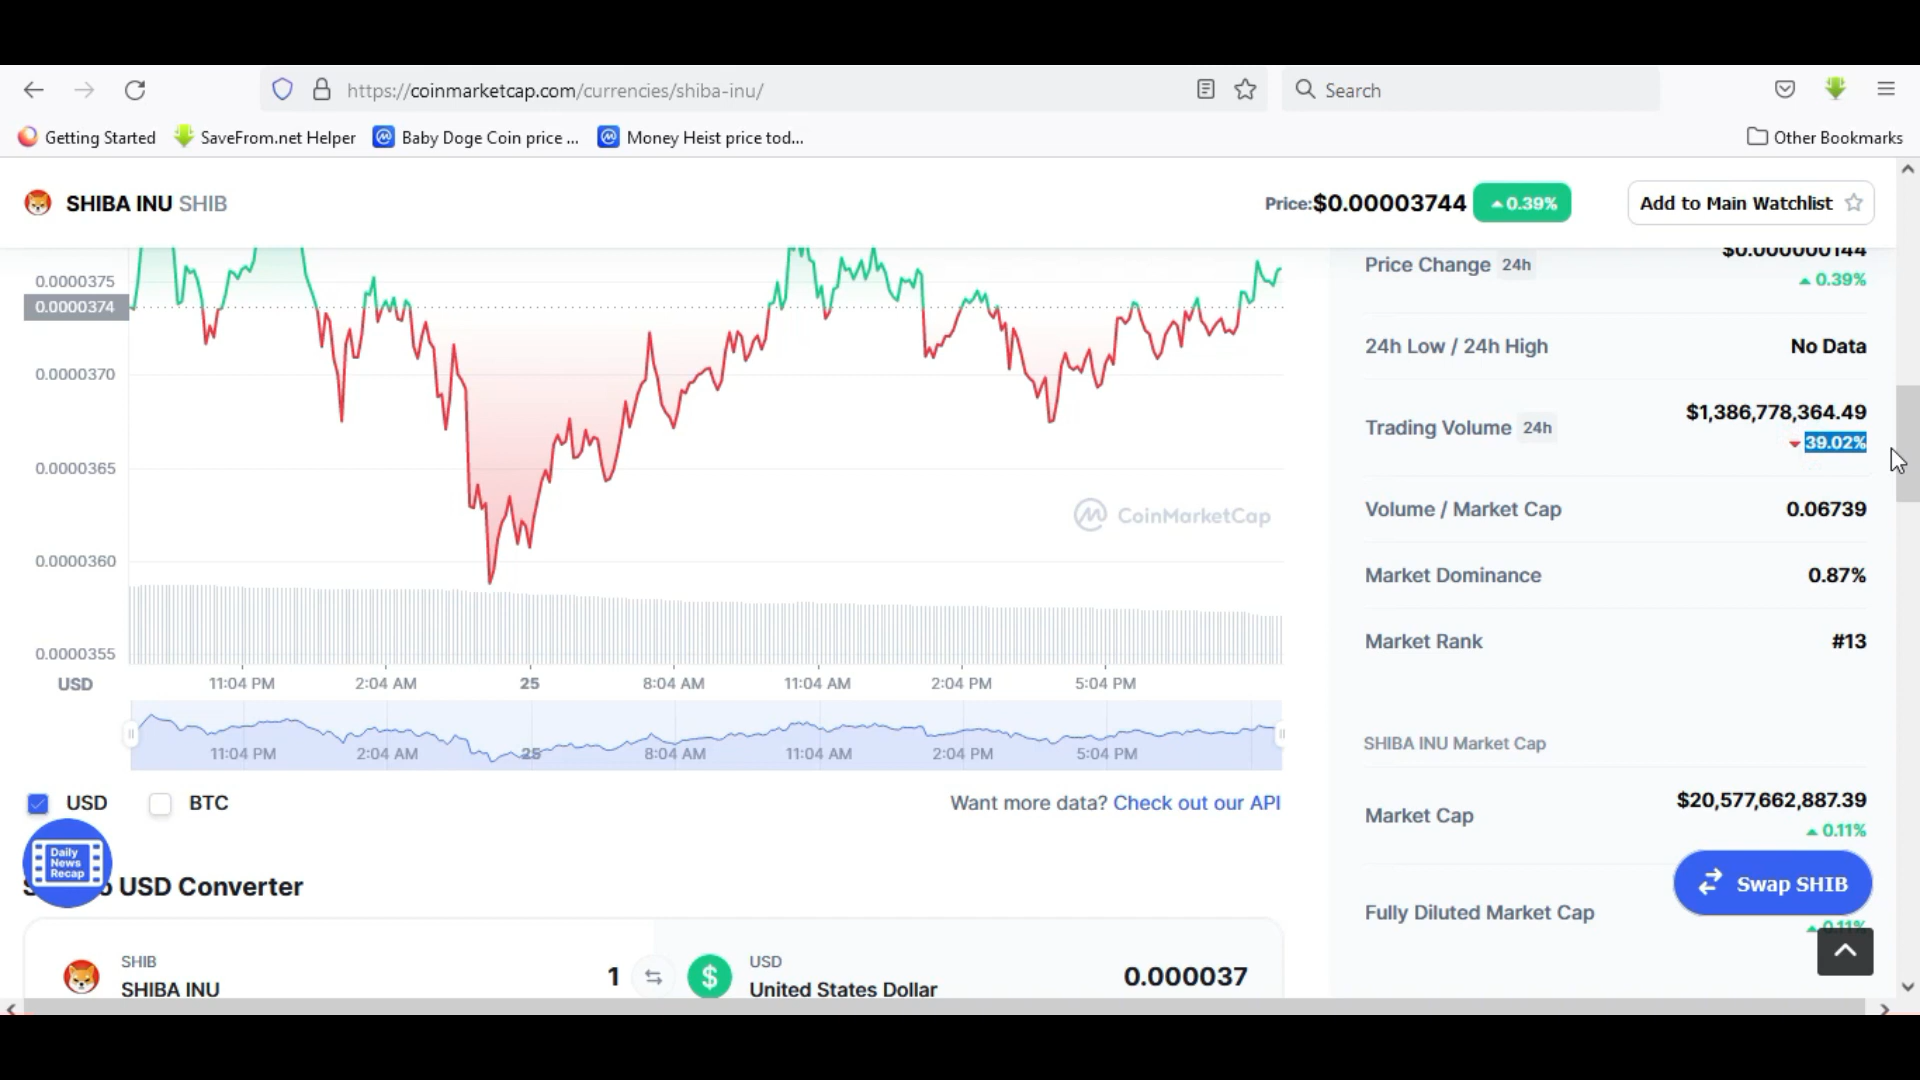 https://coinmarketcap.com/currencies/shiba-inu/
Search
Getting Started
SaveFrom.net Helper
Baby Doge Coin price ...
Money Heist price tod...
Other Bookmarks
SHIBA INU SHIB
Price:$0.00003744
0.39%
Add to Main Watchlist
0.0000375
0.0000374
0.0000370
0.0000365
0.0000360
0.0000355
CoinMarketCap
USD
11:04 PM
2:04 AM
25
8:04 AM
11:04 AM
2:04 PM
5:04 PM
11:04 PM
2:04 AM
25
8:04 AM
11:04 AM
2:04 PM
5:04 PM
USD
BTC
Want more data? Check out our API
Daily
News
Recap
USD Converter
SHIB
SHIBA INU
1
USD
United States Dollar
0.000037
$0.000000144
Price Change 24h
0.39%
24h Low / 24h High
No Data
Trading Volume 24h
$1,386,778,364.49
39.02%
Volume / Market Cap
0.06739
Market Dominance
0.87%
Market Rank
#13
SHIBA INU Market Cap
Market Cap
$20,577,662,887.39
0.11%
Swap SHIB
Fully Diluted Market Cap
0.11%